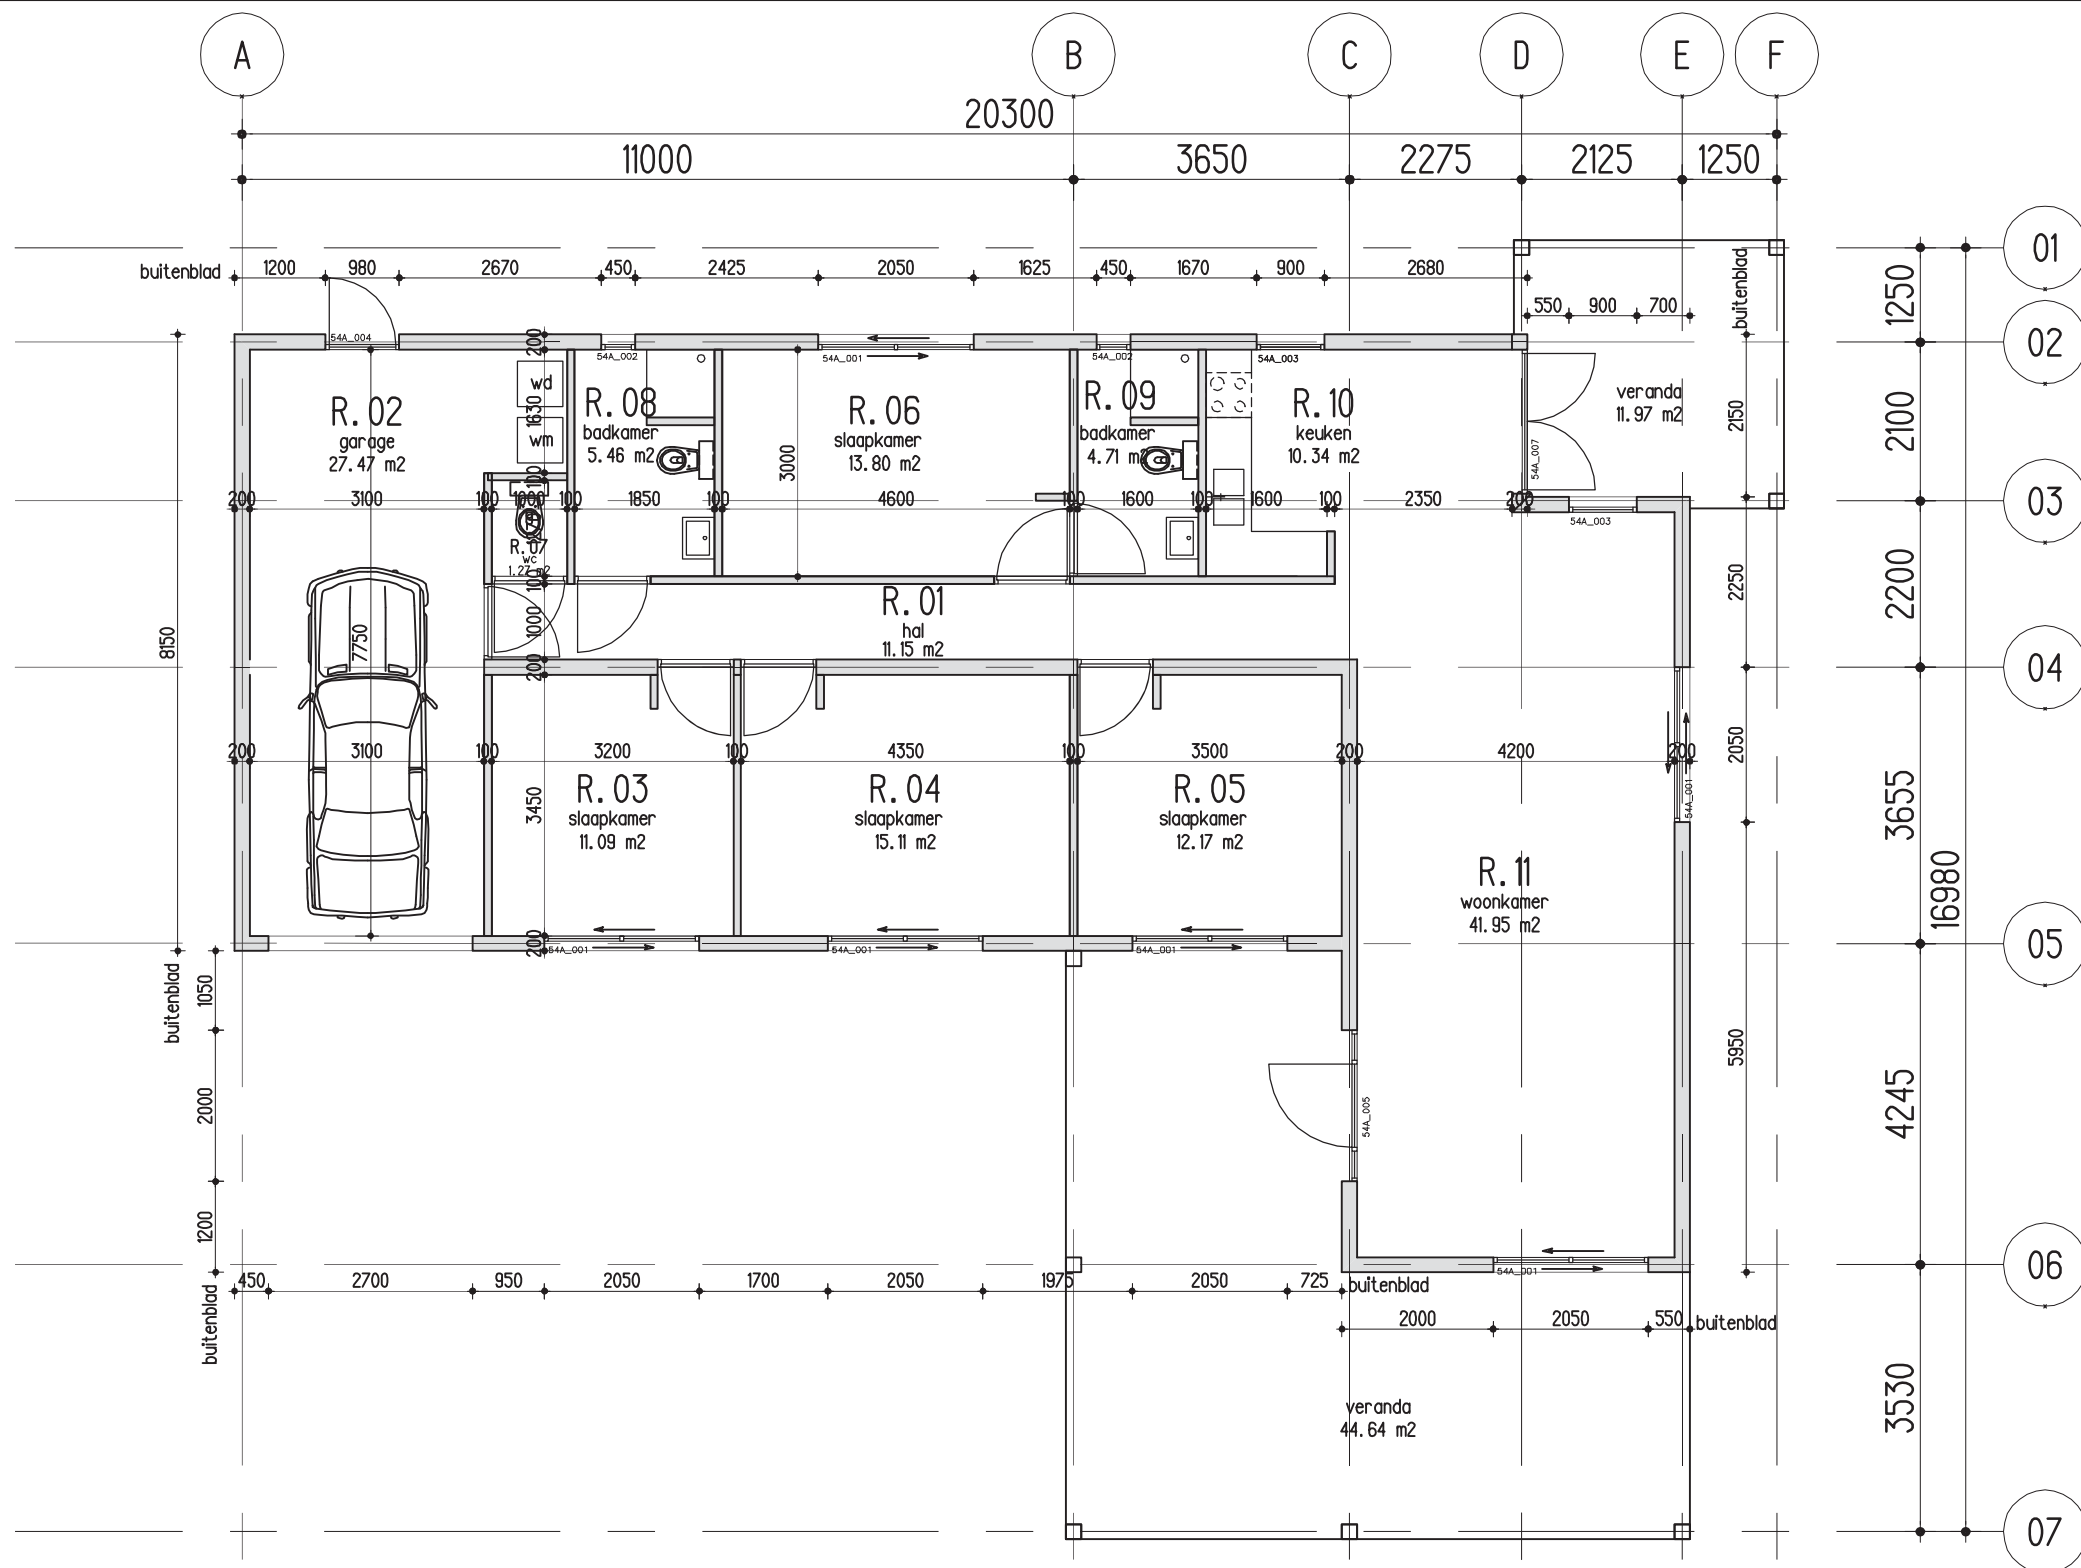 A B C D E F
20300
11000 3650 2275 2125 1250
01
buitenblad 1200 980 2670 450 2425 2050 1625 450 1670 900 2680
buitenblad
1250
550 900 700
02
54A_004 200 54A_002 54A_001 54A_002 54A_003
wd
1630
wm
R.02
garage
27.47 m2
R.08
badkamer
5.46 m2
R.06
slaapkamer
13.80 m2
3000
R.09
badkamer
4.71 m2
R.10
keuken
10.34 m2
54A_007
veranda
11.97 m2
2150
2100
03
200 3100 100 1000 100 1850 100 4600 100 1600 100 1600 100 2350 200
100
54A_003
R.07
wc
1.27 m2
100
R.01
hal
11.15 m2
1000
200
2250
2200
8150
7750
04
200 3100 100 3200 100 4350 100 3500 200 4200 200
3450
R.03
slaapkamer
11.09 m2
R.04
slaapkamer
15.11 m2
R.05
slaapkamer
12.17 m2
2050
54A_001
3655
R.11
woonkamer
41.95 m2
16980
05
200 54A_001 54A_001 54A_001
buitenblad
1050
2000
1200
54A_005
5950
4245
06
54A_001
buitenblad
450 2700 950 2050 1700 2050 1975 2050 725 buitenblad
2000 2050 550 buitenblad
veranda
44.64 m2
3530
07